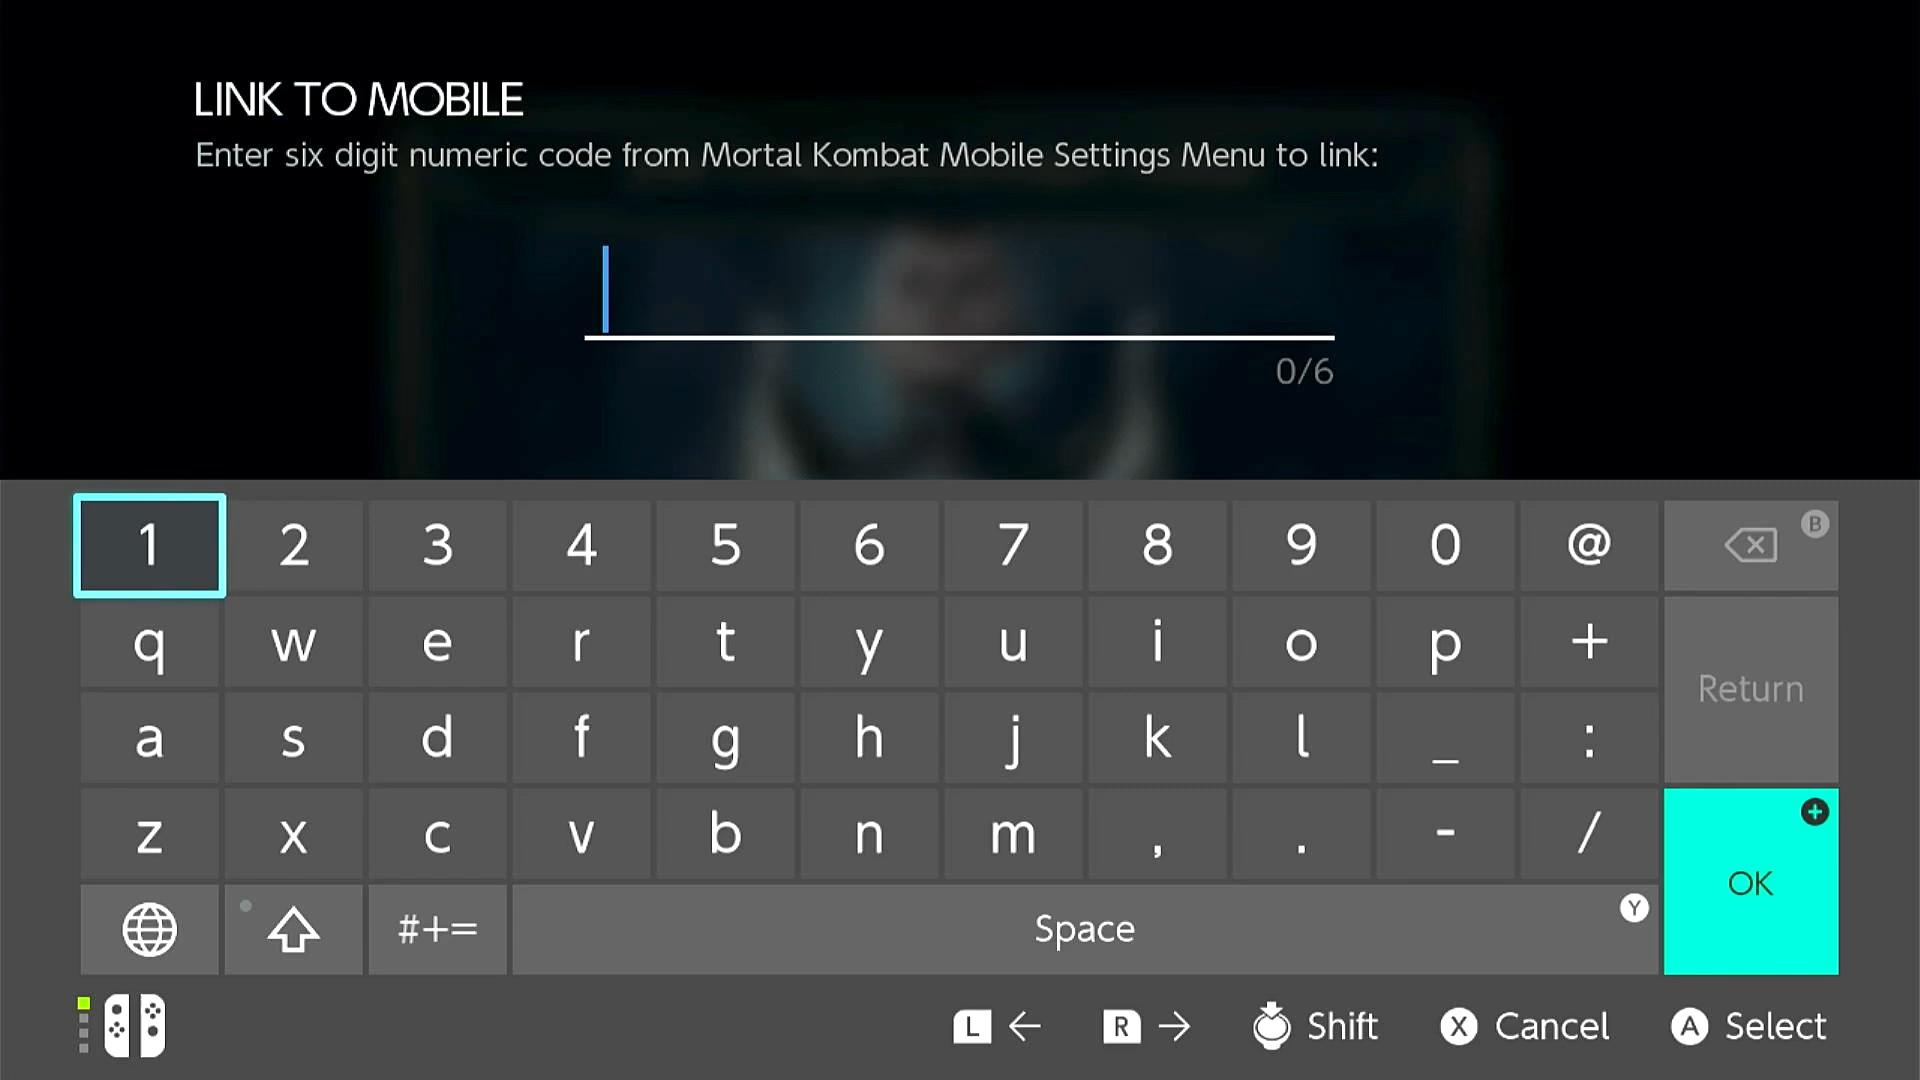 LINK TO MOBILE
Enter six digit numeric code from Mortal Kombat Mobile Settings Menu to link:
0/6
1 2 3 4 5 6 7 8 9 0 @ B
q w e r t y u i o p + Return
a s d f g h j k l _ :
z x c v b n m , . - / + OK
#+= Space Y
L ← R → Shift X Cancel A Select